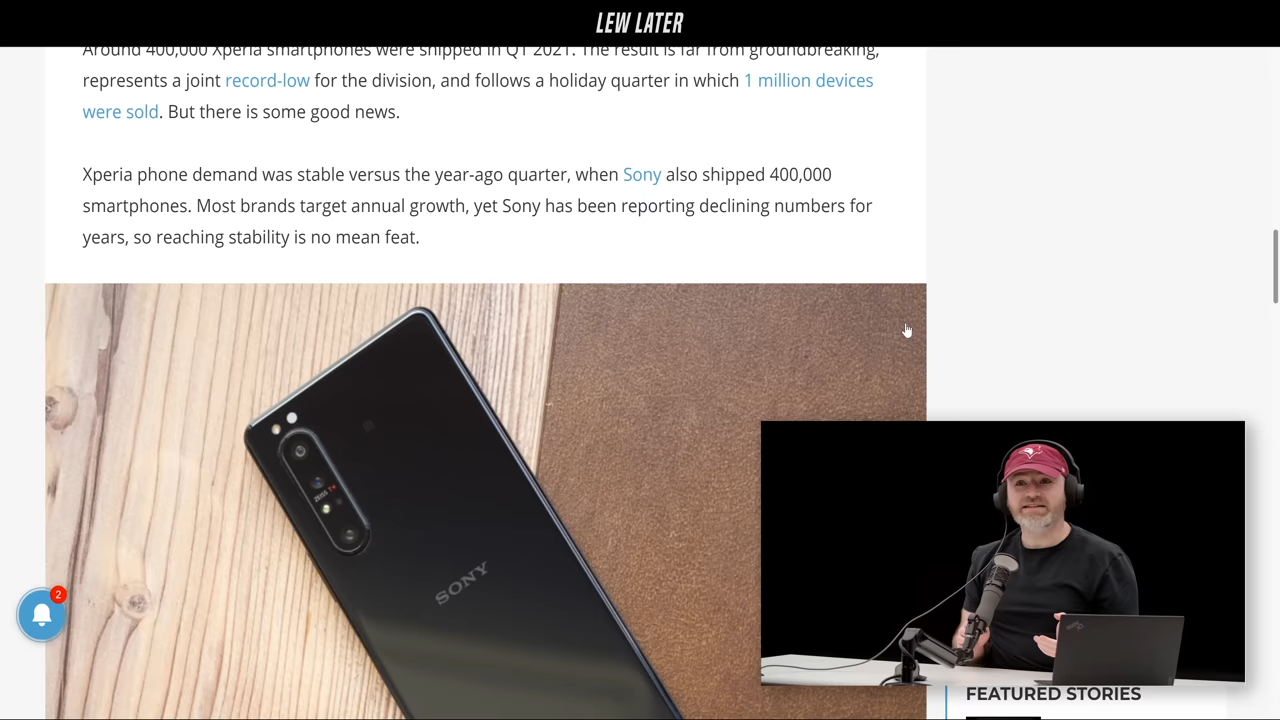 LEW LATER
Around 400,000 Xperia smartphones were shipped in Q1 2021. The result is far from groundbreaking,
represents a joint record-low for the division, and follows a holiday quarter in which 1 million devices
were sold. But there is some good news.
Xperia phone demand was stable versus the year-ago quarter, when Sony also shipped 400,000
smartphones. Most brands target annual growth, yet Sony has been reporting declining numbers for
years, so reaching stability is no mean feat.
ZEISS T*
SONY
2
FEATURED STORIES